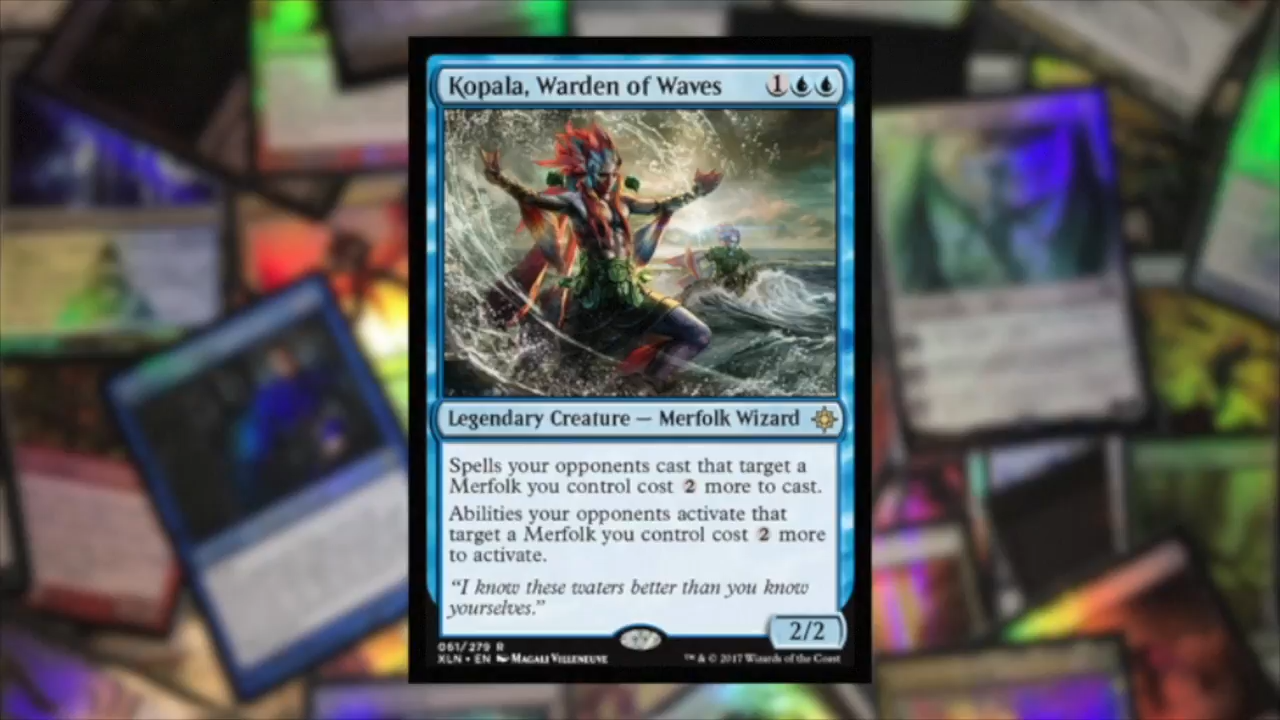 Kopala, Warden of Waves 1
Legendary Creature — Merfolk Wizard
Spells your opponents cast that target a
Merfolk you control cost 2 more to cast.
Abilities your opponents activate that
target a Merfolk you control cost 2 more
to activate.
“I know these waters better than you know
yourselves.”
2/2
061/279 R
XLN • EN Magali Villeneuve
™ & © 2017 Wizards of the Coast